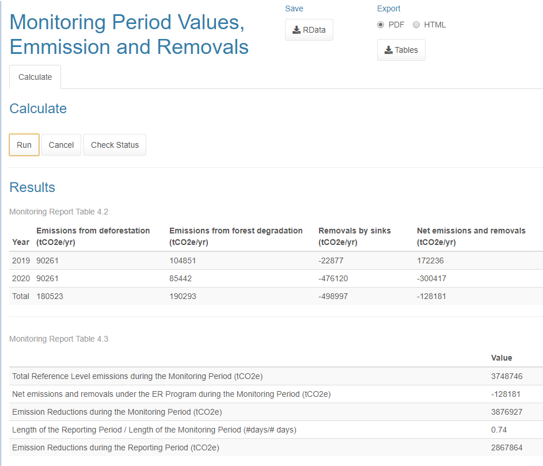 Monitoring Period Values,
Emmission and Removals
Save
RData
Export
PDF HTML
Tables
Calculate
Calculate
Run Cancel Check Status
Results
Monitoring Report Table 4.2
Year Emissions from deforestation (tCO2e/yr) Emissions from forest degradation (tCO2e/yr) Removals by sinks (tCO2e/yr) Net emissions and removals (tCO2e/yr)
2019 90261 104851 -22877 172236
2020 90261 85442 -476120 -300417
Total 180523 190293 -498997 -128181
Monitoring Report Table 4.3
Value
Total Reference Level emissions during the Monitoring Period (tCO2e) 3748746
Net emissions and removals under the ER Program during the Monitoring Period (tCO2e) -128181
Emission Reductions during the Monitoring Period (tCO2e) 3876927
Length of the Reporting Period / Length of the Monitoring Period (#days/# days) 0.74
Emission Reductions during the Reporting Period (tCO2e) 2867864